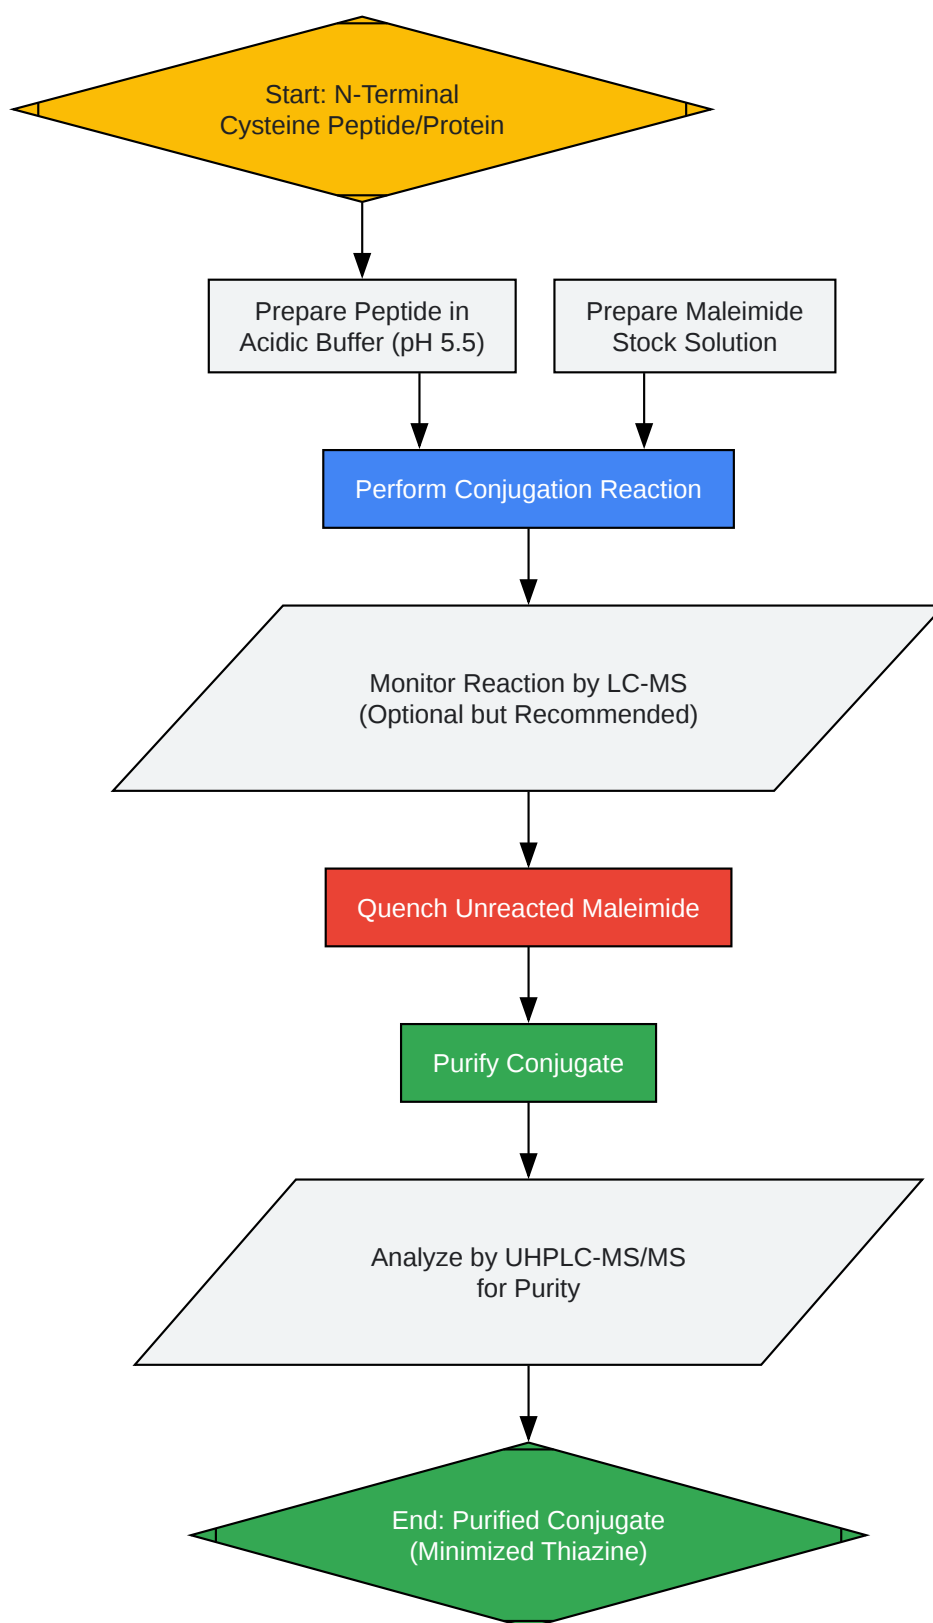 Start: N-Terminal
Cysteine Peptide/Protein
Prepare Peptide in
Acidic Buffer (pH 5.5)
Prepare Maleimide
Stock Solution
Perform Conjugation Reaction
Monitor Reaction by LC-MS
(Optional but Recommended)
Quench Unreacted Maleimide
Purify Conjugate
Analyze by UHPLC-MS/MS
for Purity
End: Purified Conjugate
(Minimized Thiazine)